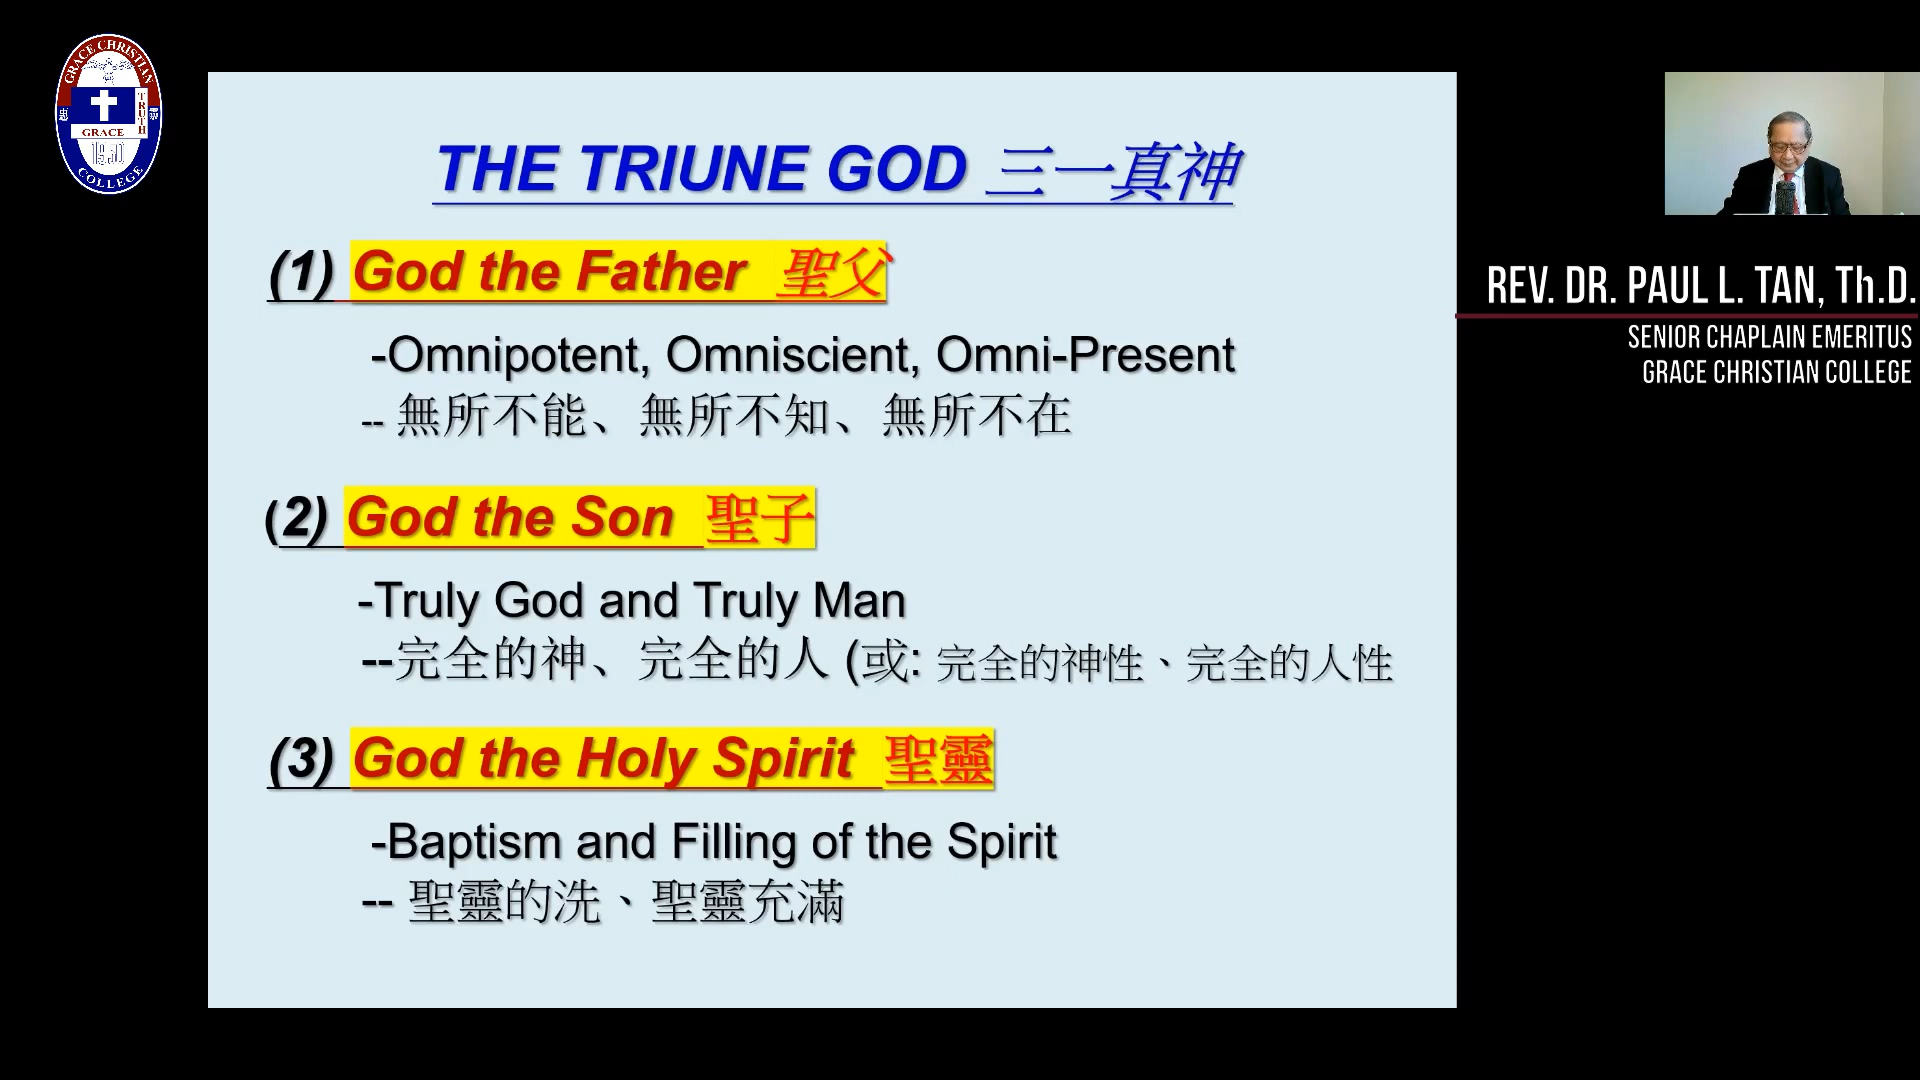 GRACE CHRISTIAN
TRUTH
GRACE
1950
COLLEGE
THE TRIUNE GOD 三一真神
(1) God the Father 聖父
-Omnipotent, Omniscient, Omni-Present
-- 無所不能、無所不知、無所不在
(2) God the Son 聖子
-Truly God and Truly Man
--完全的神、完全的人 (或: 完全的神性、完全的人性
(3) God the Holy Spirit 聖靈
-Baptism and Filling of the Spirit
-- 聖靈的洗、聖靈充滿
REV. DR. PAUL L. TAN, Th.D.
SENIOR CHAPLAIN EMERITUS
GRACE CHRISTIAN COLLEGE